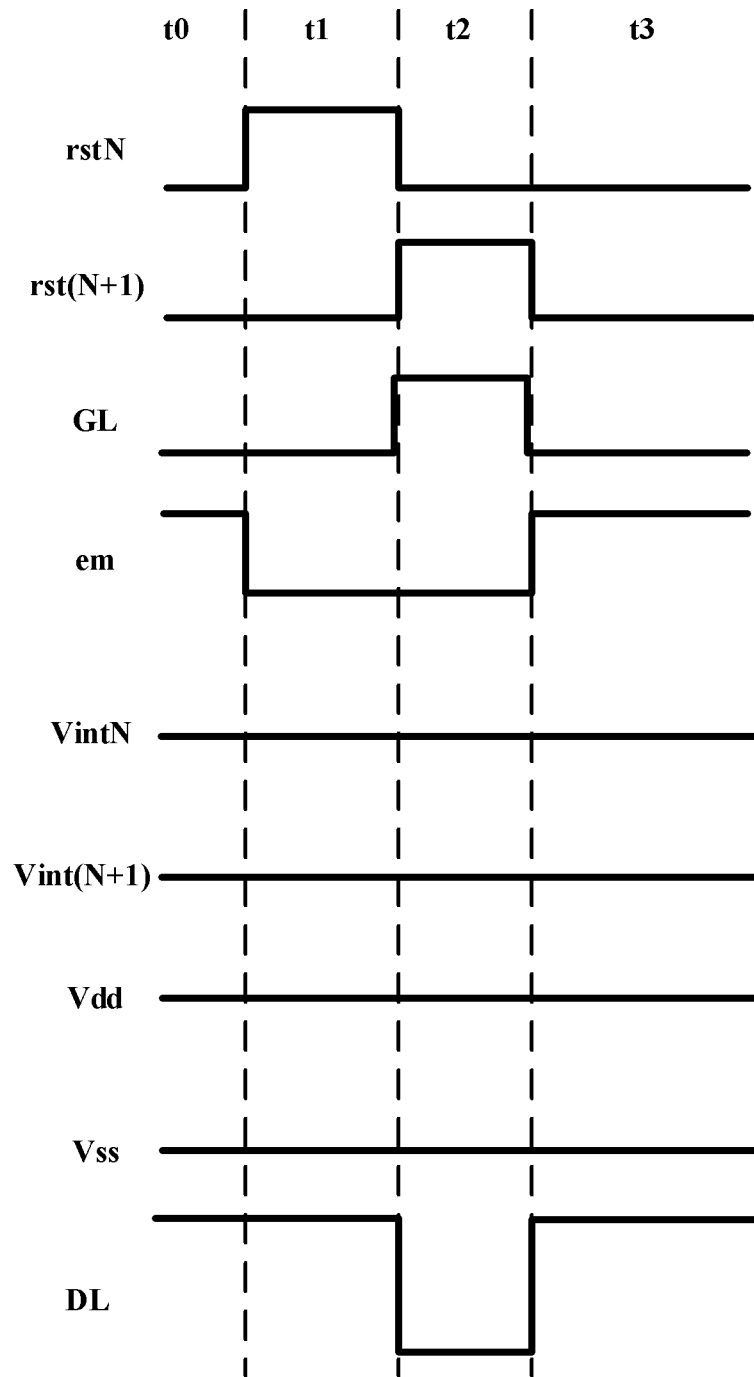 t0 t1 t2 t3
rstN
rst(N+1)
GL
em
VintN
Vint(N+1)
Vdd
Vss
DL